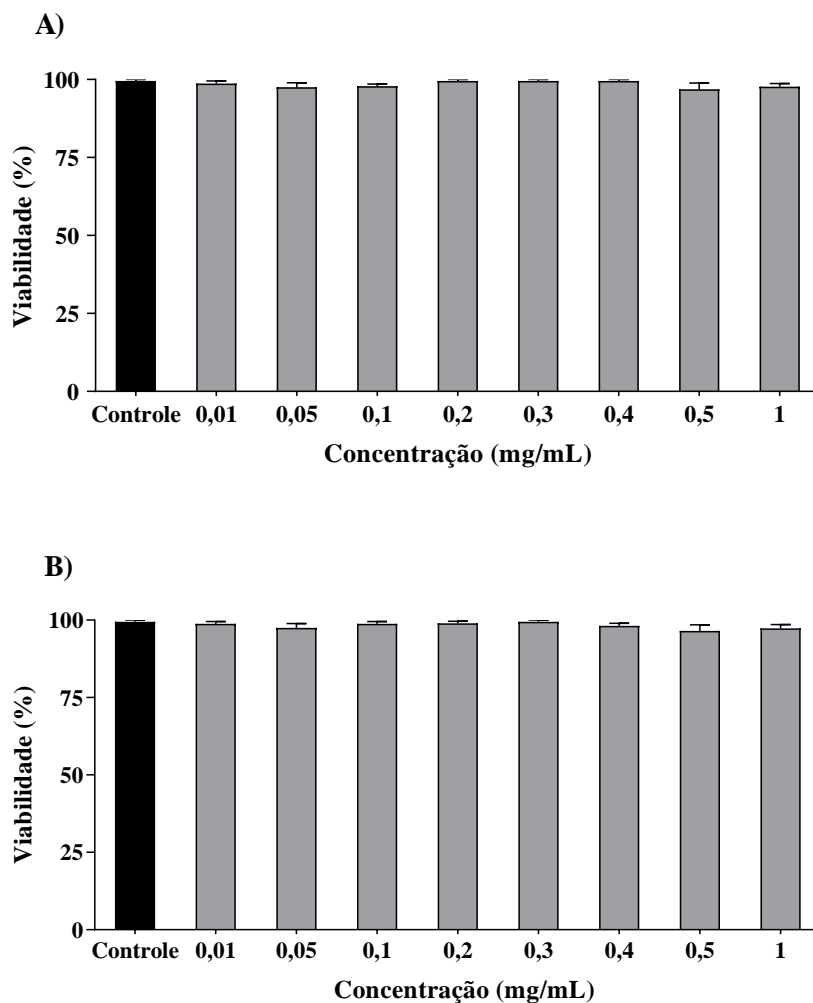 A)
Viabilidade (%)
100
75
50
25
0
Controle 0,01 0,05 0,1 0,2 0,3 0,4 0,5 1
Concentração (mg/mL)
B)
Viabilidade (%)
100
75
50
25
0
Controle 0,01 0,05 0,1 0,2 0,3 0,4 0,5 1
Concentração (mg/mL)